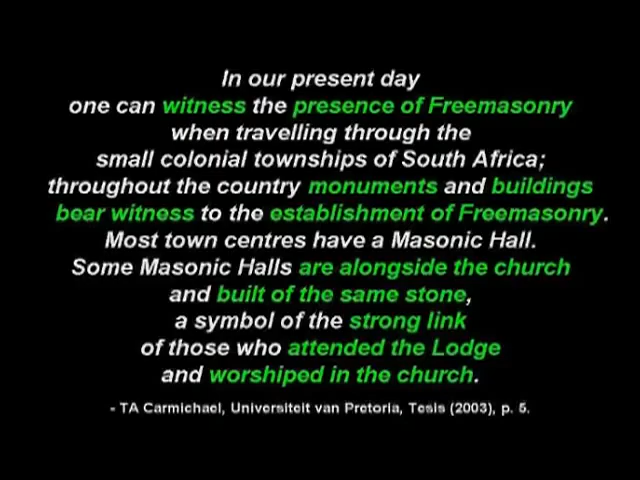 In our present day
one can witness the presence of Freemasonry
when travelling through the
small colonial townships of South Africa;
throughout the country monuments and buildings
bear witness to the establishment of Freemasonry.
Most town centres have a Masonic Hall.
Some Masonic Halls are alongside the church
and built of the same stone,
a symbol of the strong link
of those who attended the Lodge
and worshiped in the church.
- TA Carmichael, Universiteit van Pretoria, Tesis (2003), p. 5.